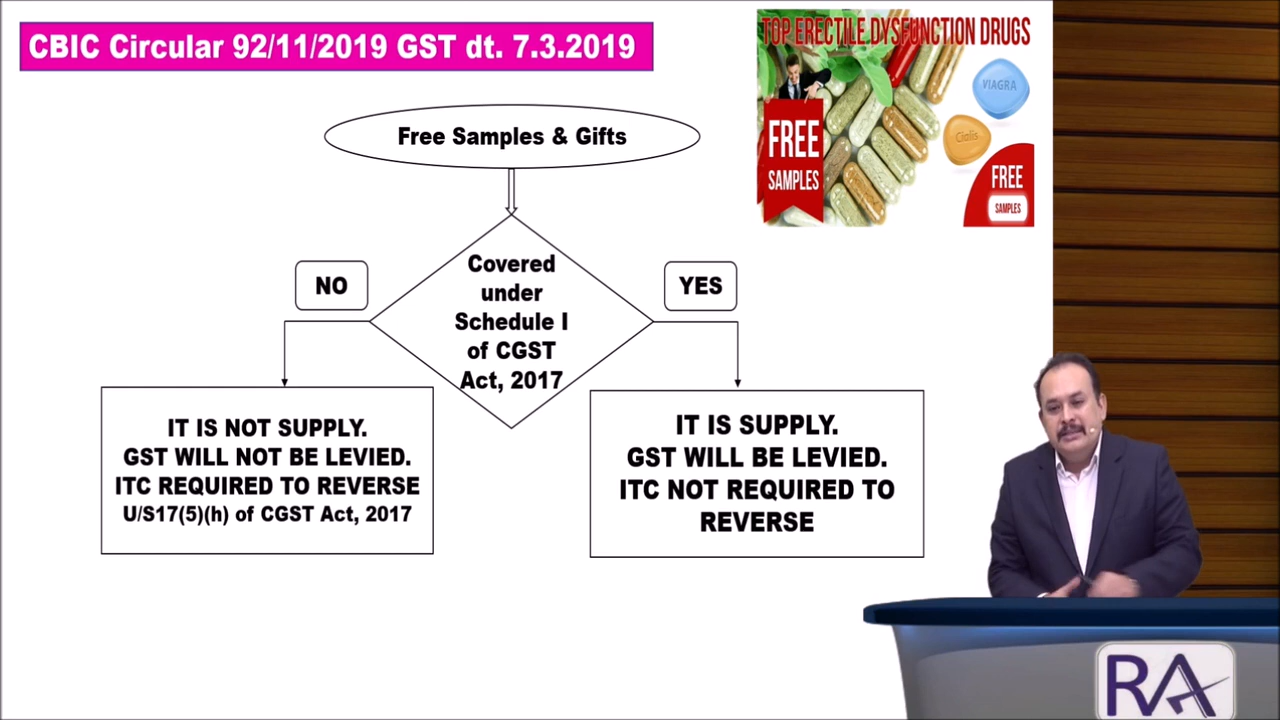 CBIC Circular 92/11/2019 GST dt. 7.3.2019
TOP ERECTILE DYSFUNCTION DRUGS
VIAGRA
Cialis
FREE
SAMPLES
FREE
SAMPLES
Free Samples & Gifts
Covered
under
Schedule I
of CGST
Act, 2017
NO
YES
IT IS NOT SUPPLY.
GST WILL NOT BE LEVIED.
ITC REQUIRED TO REVERSE
U/S17(5)(h) of CGST Act, 2017
IT IS SUPPLY.
GST WILL BE LEVIED.
ITC NOT REQUIRED TO
REVERSE
RA